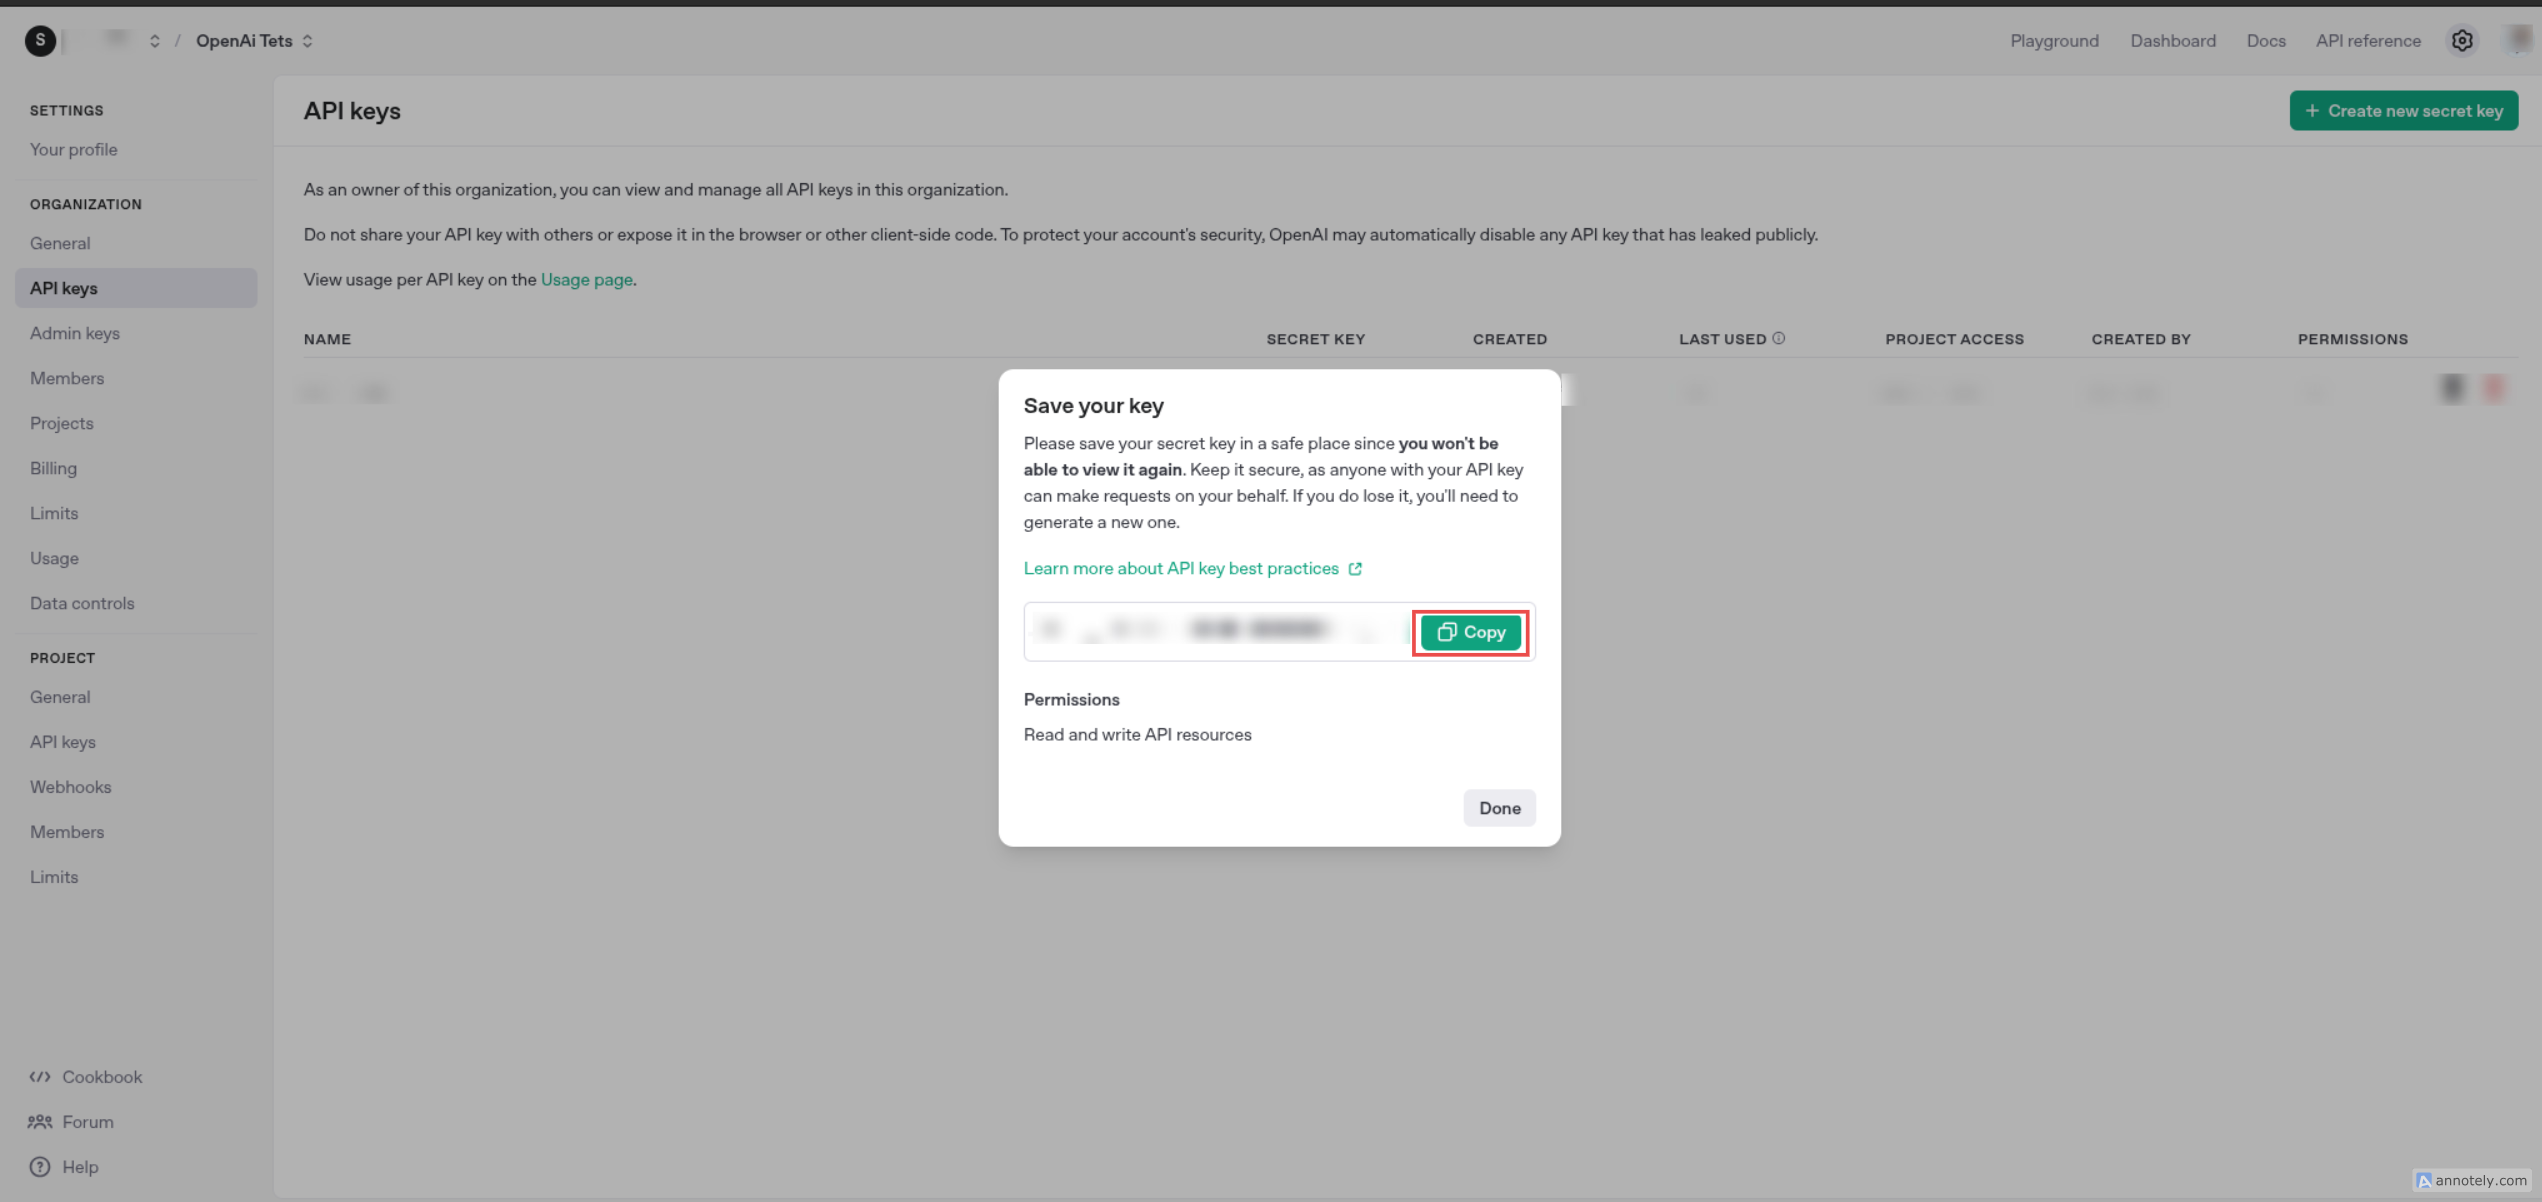 S / OpenAi Tets
Playground Dashboard Docs API reference
SETTINGS
Your profile
ORGANIZATION
General
API keys
Admin keys
Members
Projects
Billing
Limits
Usage
Data controls
PROJECT
General
API keys
Webhooks
Members
Limits
Cookbook
Forum
Help
API keys
+ Create new secret key
As an owner of this organization, you can view and manage all API keys in this organization.
Do not share your API key with others or expose it in the browser or other client-side code. To protect your account's security, OpenAI may automatically disable any API key that has leaked publicly.
View usage per API key on the Usage page.
NAME SECRET KEY CREATED LAST USED PROJECT ACCESS CREATED BY PERMISSIONS
Save your key
Please save your secret key in a safe place since you won't be
able to view it again. Keep it secure, as anyone with your API key
can make requests on your behalf. If you do lose it, you'll need to
generate a new one.
Learn more about API key best practices
Copy
Permissions
Read and write API resources
Done
annotely.com